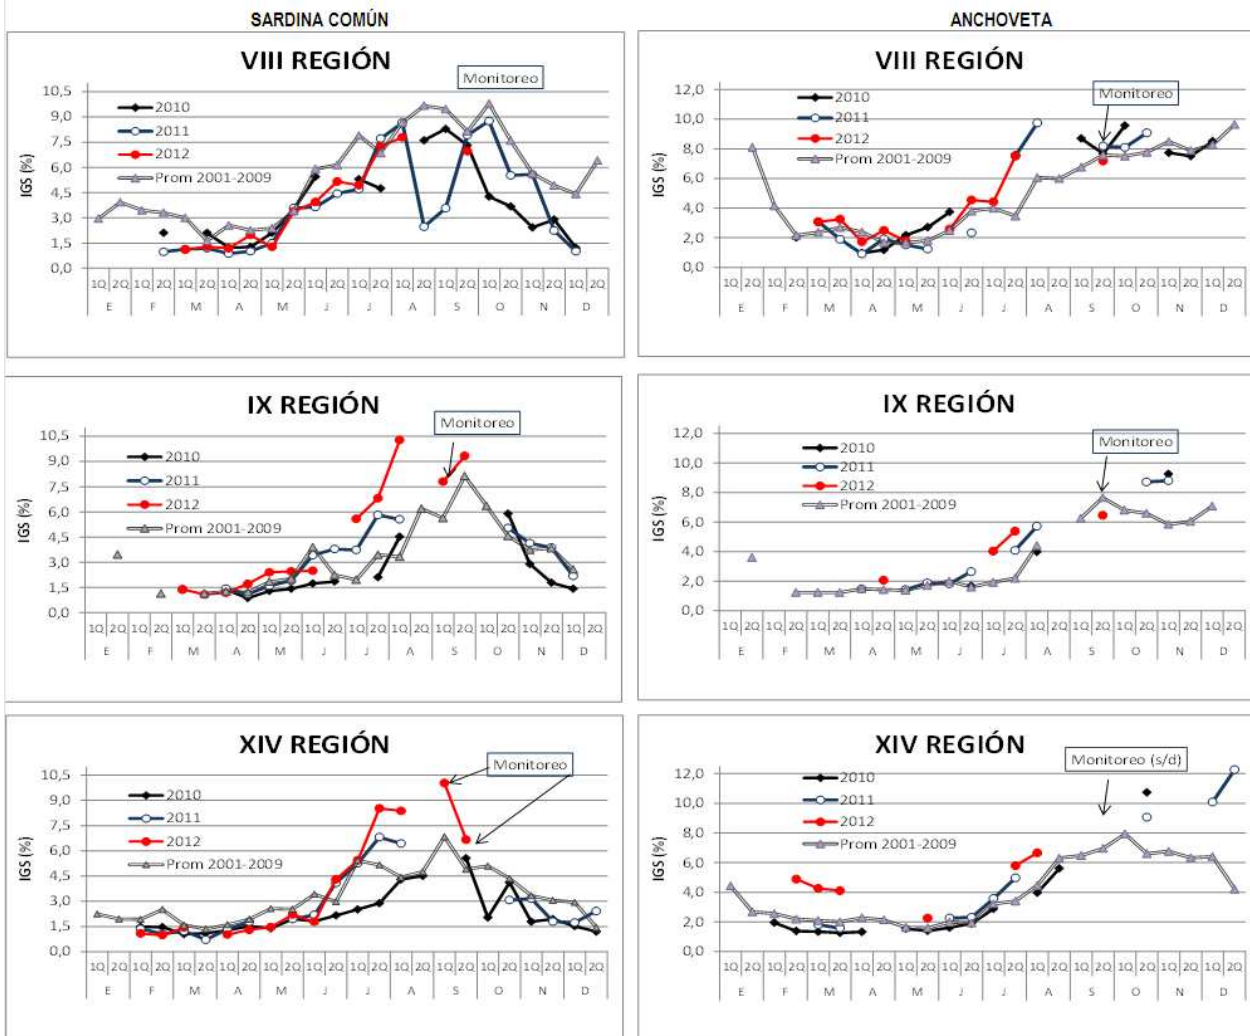 SARDINA COMÚN
ANCHOVETA
VIII REGIÓN
Monitoreo
IGS (%)
10,5
9,0
7,5
6,0
4,5
3,0
1,5
0,0
2010
2011
2012
Prom 2001-2009
1Q 2Q 1Q 2Q 1Q 2Q 1Q 2Q 1Q 2Q 1Q 2Q 1Q 2Q 1Q 2Q 1Q 2Q 1Q 2Q 1Q 2Q 1Q 2Q
E F M A M J J A S O N D
VIII REGIÓN
Monitoreo
IGS (%)
12,0
10,0
8,0
6,0
4,0
2,0
0,0
2010
2011
2012
Prom 2001-2009
1Q 2Q 1Q 2Q 1Q 2Q 1Q 2Q 1Q 2Q 1Q 2Q 1Q 2Q 1Q 2Q 1Q 2Q 1Q 2Q 1Q 2Q 1Q 2Q
E F M A M J J A S O N D
IX REGIÓN
Monitoreo
IGS (%)
10,5
9,0
7,5
6,0
4,5
3,0
1,5
0,0
2010
2011
2012
Prom 2001-2009
1Q 2Q 1Q 2Q 1Q 2Q 1Q 2Q 1Q 2Q 1Q 2Q 1Q 2Q 1Q 2Q 1Q 2Q 1Q 2Q 1Q 2Q 1Q 2Q
E F M A M J J A S O N D
IX REGIÓN
Monitoreo
IGS (%)
12,0
10,0
8,0
6,0
4,0
2,0
0,0
2010
2011
2012
Prom 2001-2009
1Q 2Q 1Q 2Q 1Q 2Q 1Q 2Q 1Q 2Q 1Q 2Q 1Q 2Q 1Q 2Q 1Q 2Q 1Q 2Q 1Q 2Q 1Q 2Q
E F M A M J J A S O N D
XIV REGIÓN
Monitoreo
IGS (%)
10,5
9,0
7,5
6,0
4,5
3,0
1,5
0,0
2010
2011
2012
Prom 2001-2009
1Q 2Q 1Q 2Q 1Q 2Q 1Q 2Q 1Q 2Q 1Q 2Q 1Q 2Q 1Q 2Q 1Q 2Q 1Q 2Q 1Q 2Q 1Q 2Q
E F M A M J J A S O N D
XIV REGIÓN
Monitoreo (s/d)
IGS (%)
12,0
10,0
8,0
6,0
4,0
2,0
0,0
2010
2011
2012
Prom 2001-2009
1Q 2Q 1Q 2Q 1Q 2Q 1Q 2Q 1Q 2Q 1Q 2Q 1Q 2Q 1Q 2Q 1Q 2Q 1Q 2Q 1Q 2Q 1Q 2Q
E F M A M J J A S O N D